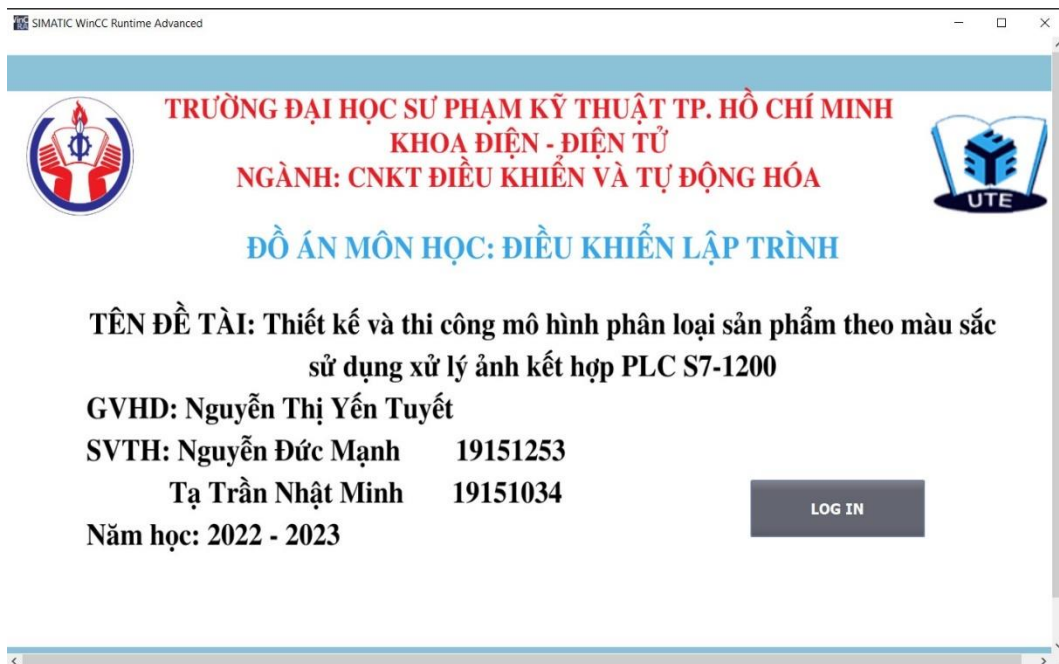 SIMATIC WinCC Runtime Advanced
TRƯỜNG ĐẠI HỌC SƯ PHẠM KỸ THUẬT TP. HỒ CHÍ MINH
KHOA ĐIỆN - ĐIỆN TỬ
NGÀNH: CNKT ĐIỀU KHIỂN VÀ TỰ ĐỘNG HÓA
UTE
ĐỒ ÁN MÔN HỌC: ĐIỀU KHIỂN LẬP TRÌNH
TÊN ĐỀ TÀI: Thiết kế và thi công mô hình phân loại sản phẩm theo màu sắc
sử dụng xử lý ảnh kết hợp PLC S7-1200
GVHD: Nguyễn Thị Yến Tuyết
SVTH: Nguyễn Đức Mạnh 19151253
Tạ Trần Nhật Minh 19151034
LOG IN
Năm học: 2022 - 2023